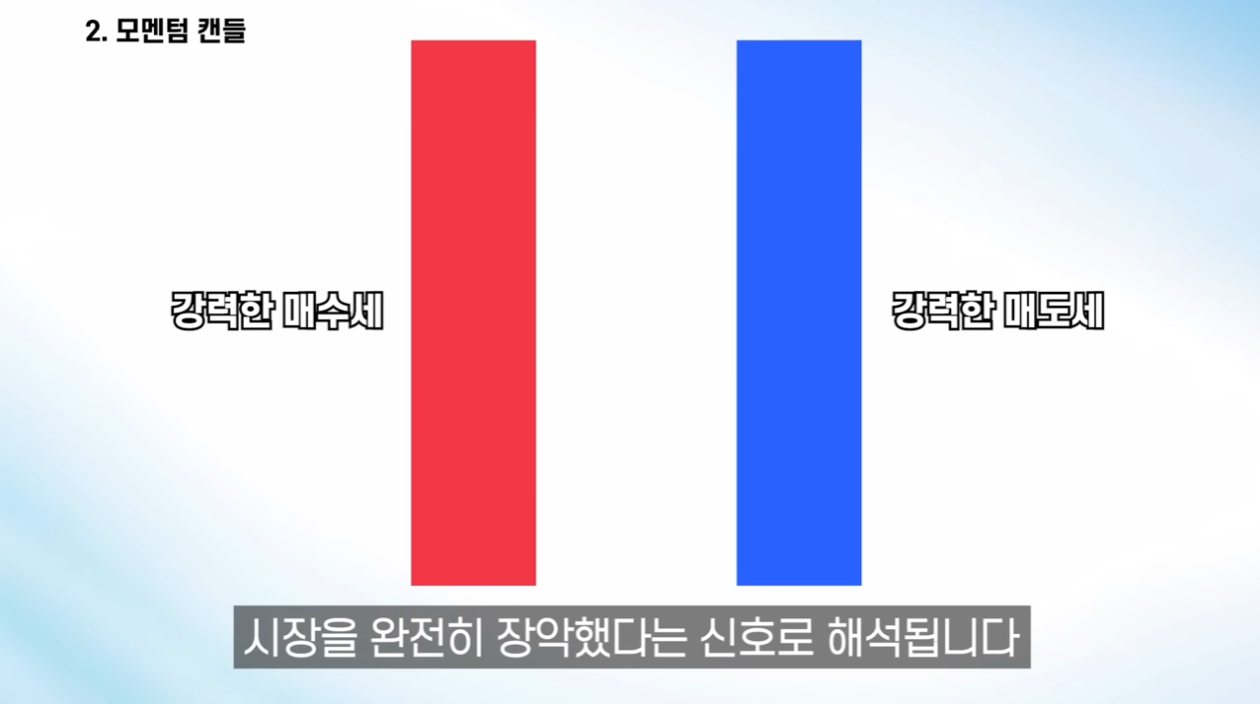 2. 모멘텀 캔들
강력한 매수세
강력한 매도세
시장을 완전히 장악했다는 신호로 해석됩니다